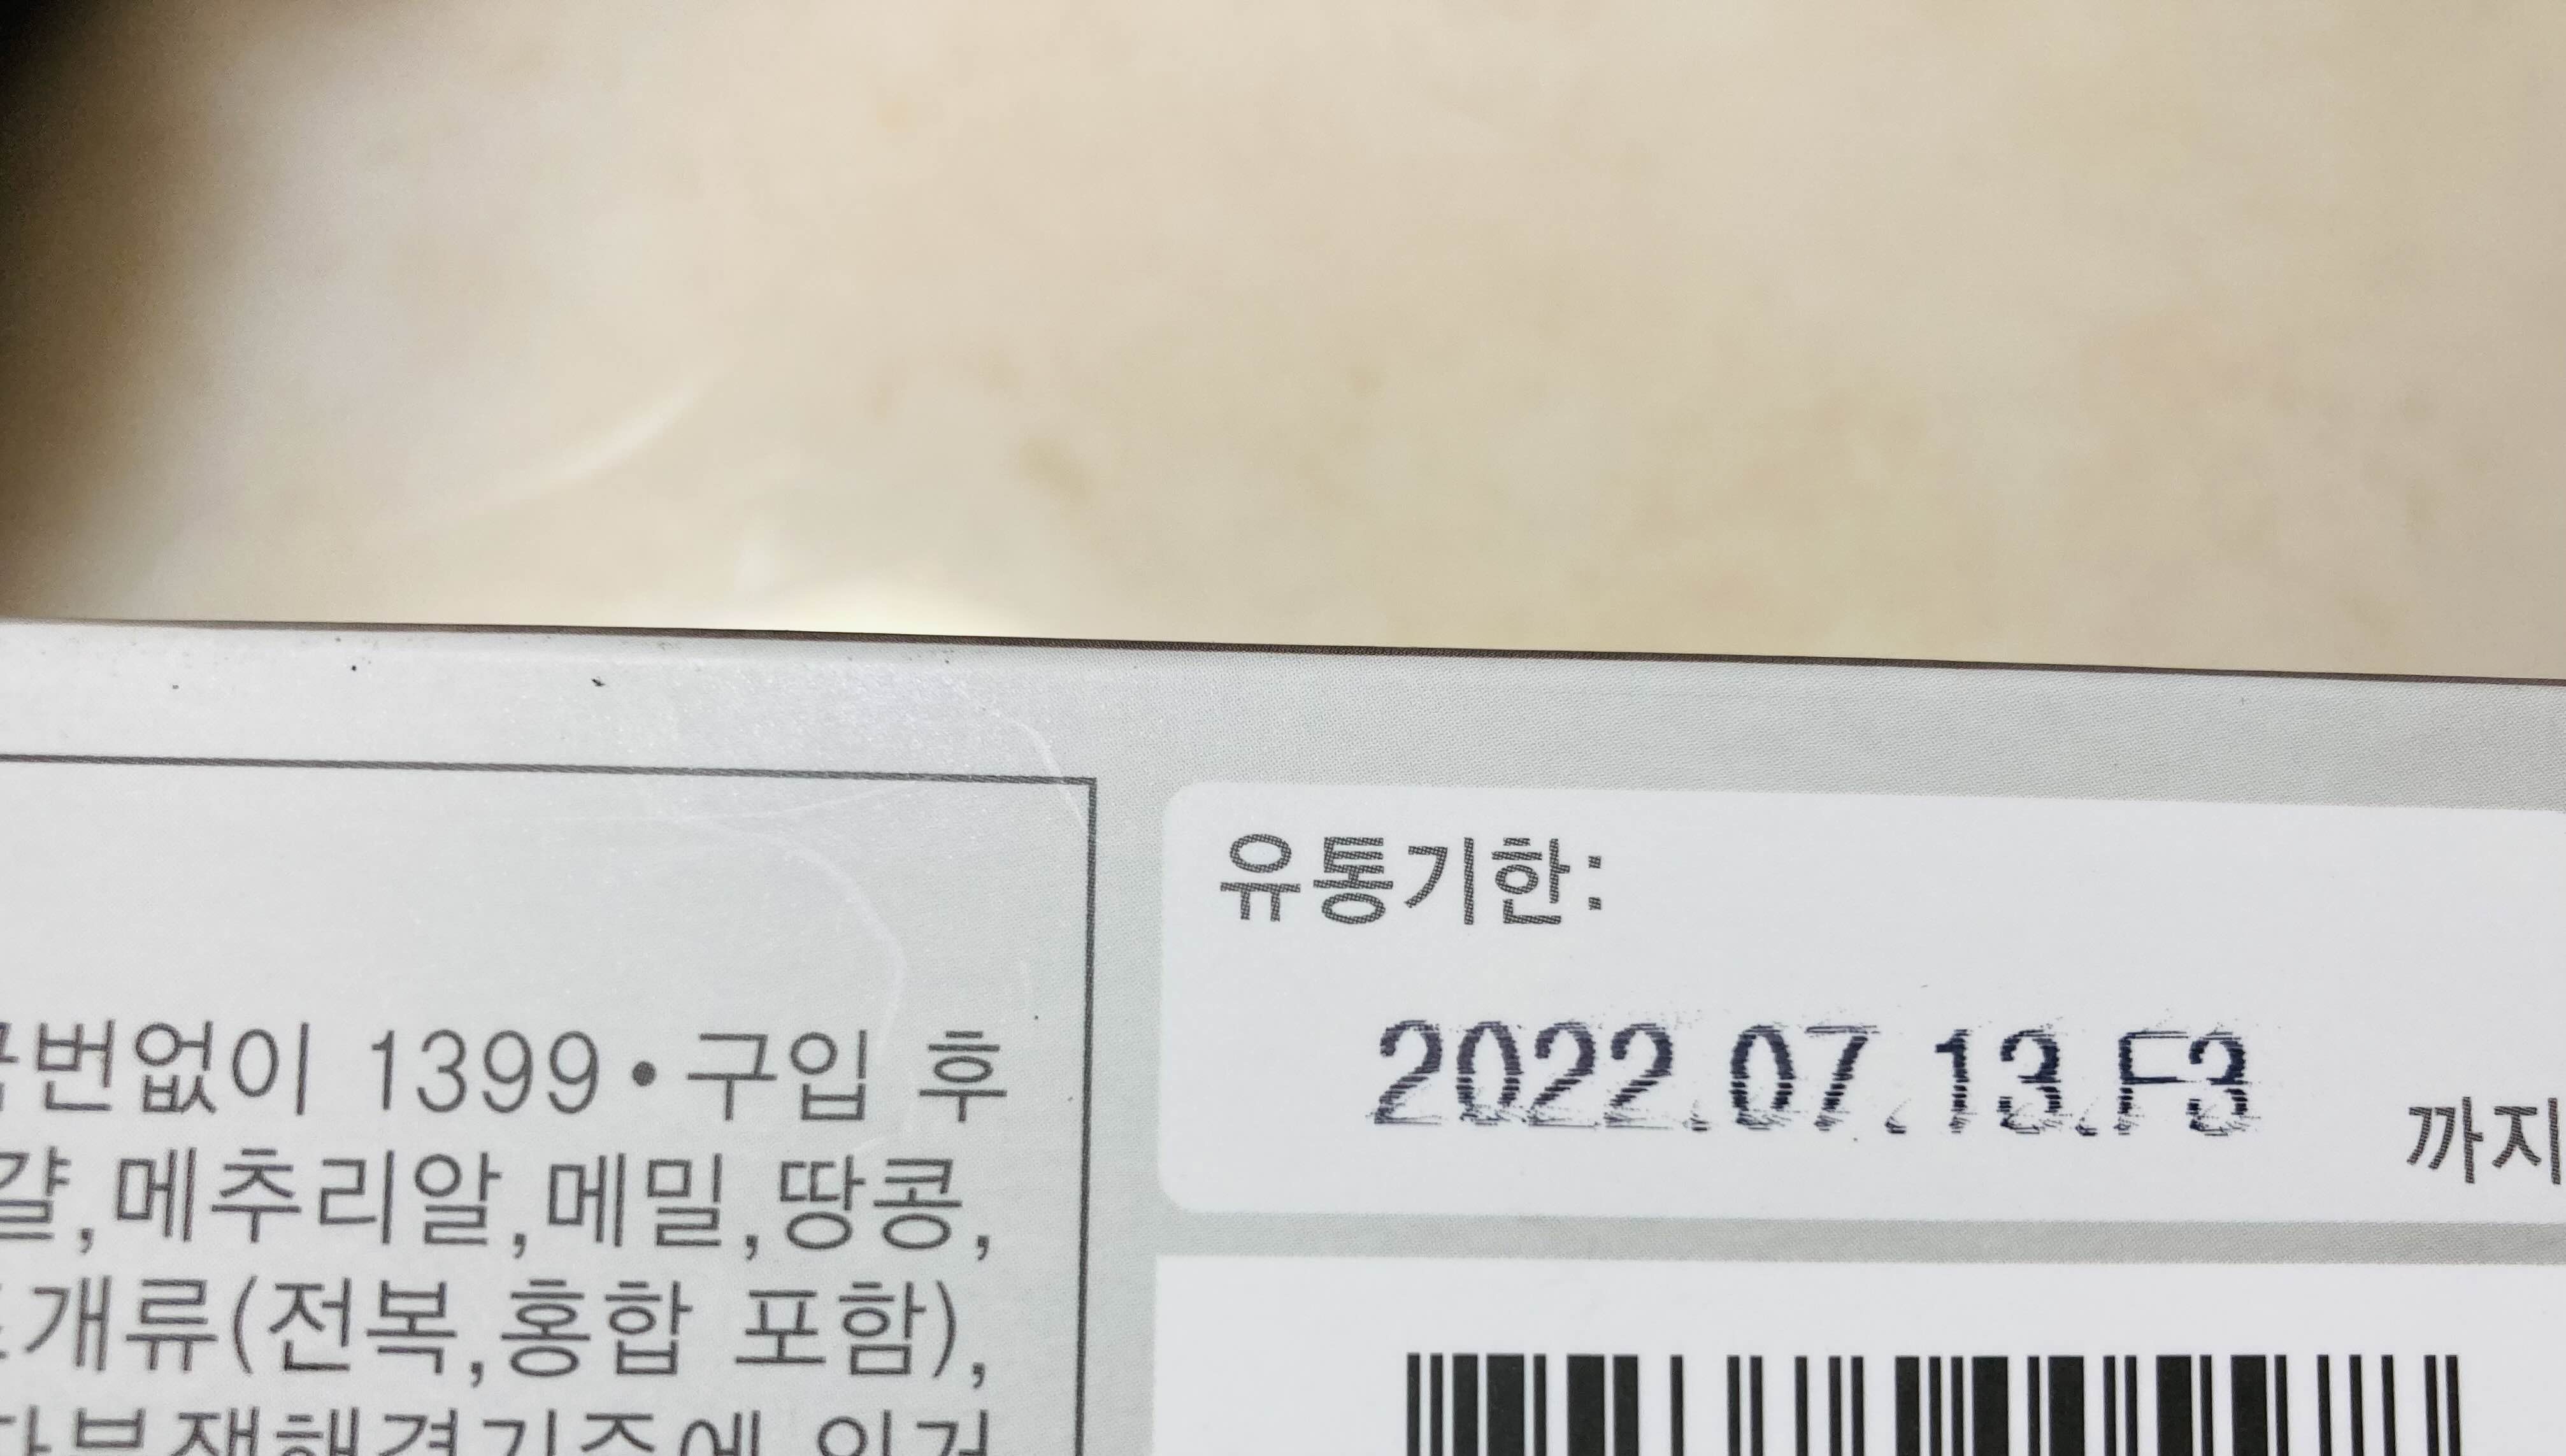 번없이 1399•구입 후
메추리알,메밀,땅콩,
개류(전복,홍합 포함),
유통기한:
2022.07.13.F3
까지